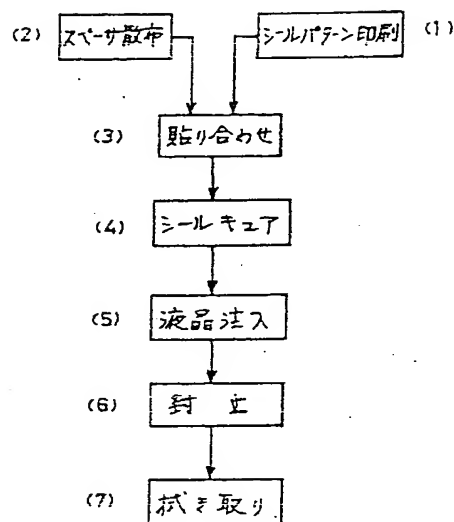 (2) スペーサ散布 シールパターン印刷 (1)
(3) 貼り合わせ
(4) シールキュア
(5) 液晶注入
(6) 封止
(7) 拭き取り